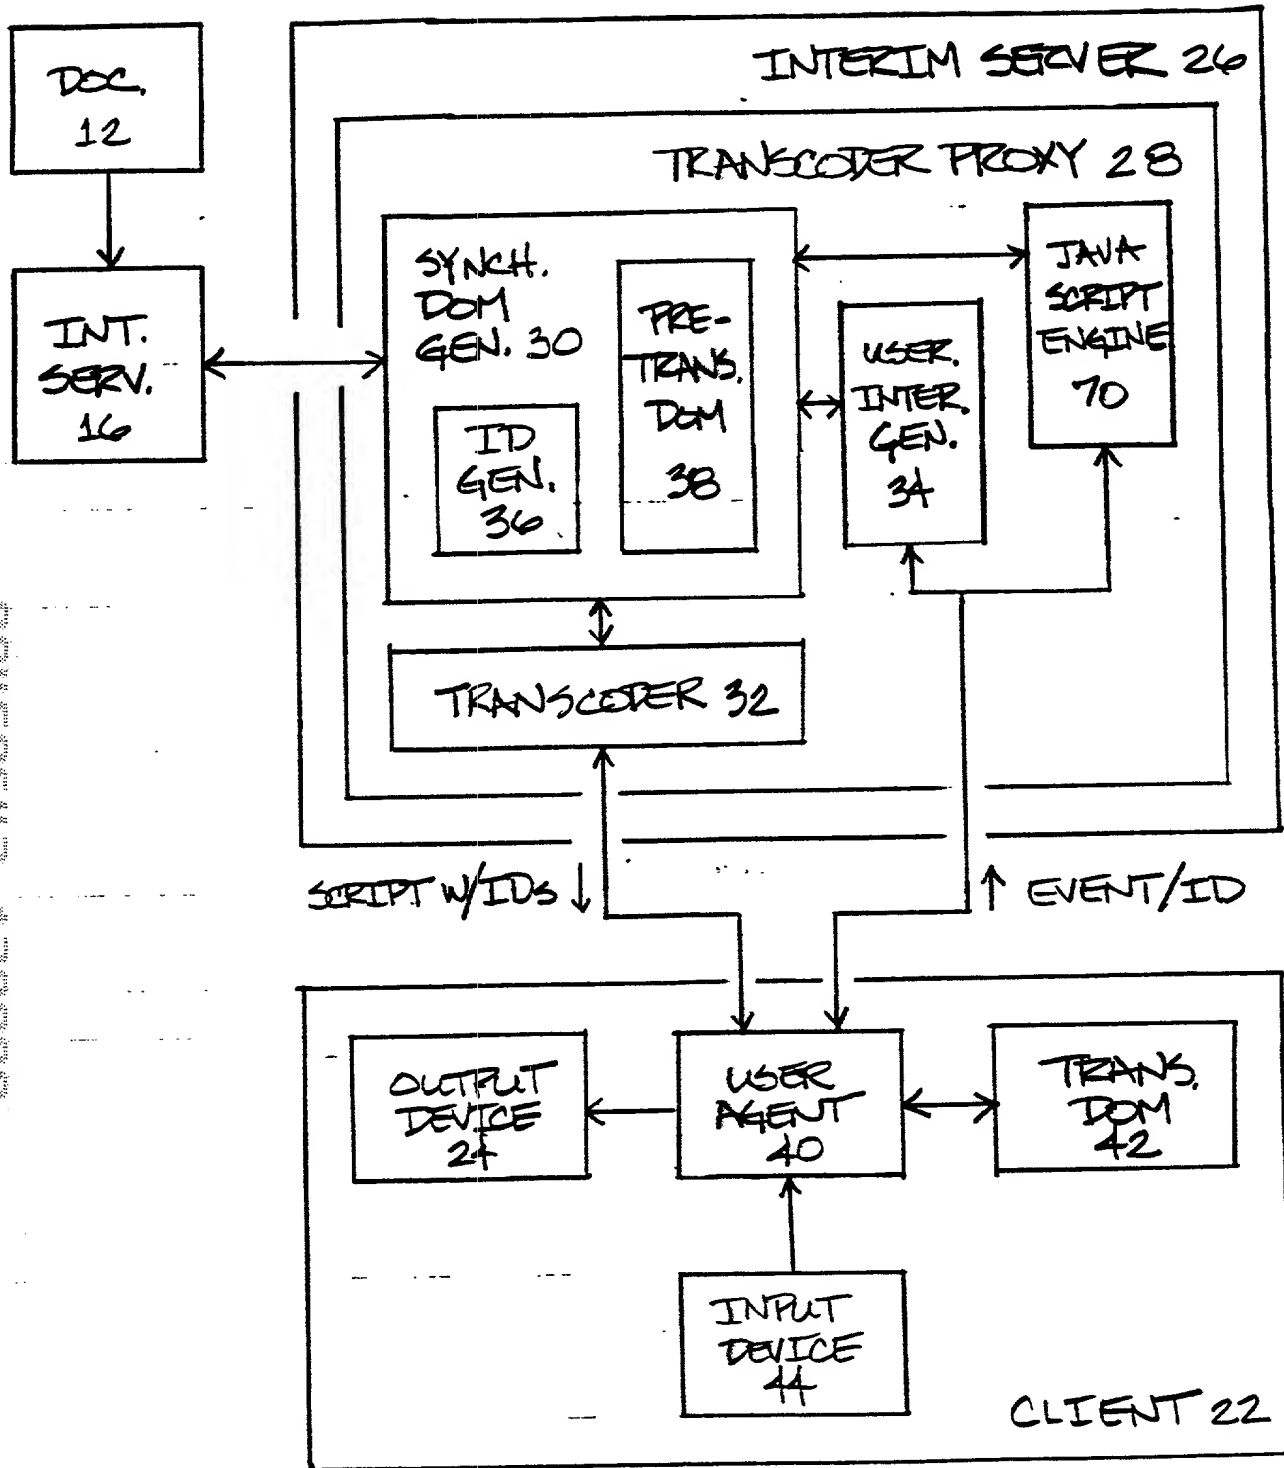 DOC.
12
INT.
SERV.
16
INTERIM SERVER 26
TRANSCODER PROXY 28
SYNCH.
DOM
GEN. 30
ID
GEN.
36
PRE-
TRANS.
DOM
38
USER.
INTER.
GEN.
34
JAVA
SCRIPT
ENGINE
70
TRANSCODER 32
SCRIPT W/IDS
EVENT/ID
OUTPUT
DEVICE
24
USER
AGENT
40
TRANS.
DOM
42
INPUT
DEVICE
44
CLIENT 22